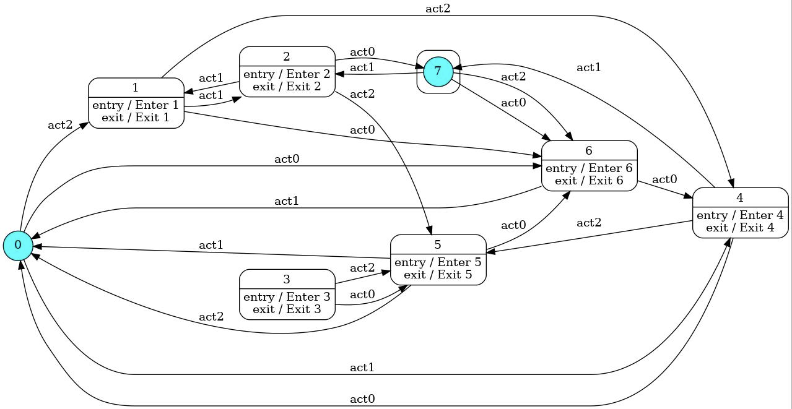 act2
2
entry / Enter 2
exit / Exit 2
act0
act1
7
act2
act0
act1
1
entry / Enter 1
exit / Exit 1
act1
act1
act2
act2
act0
6
entry / Enter 6
exit / Exit 6
act0
act0
act1
4
entry / Enter 4
exit / Exit 4
0
act1
5
entry / Enter 5
exit / Exit 5
act0
act2
3
entry / Enter 3
exit / Exit 3
act2
act0
act2
act1
act0